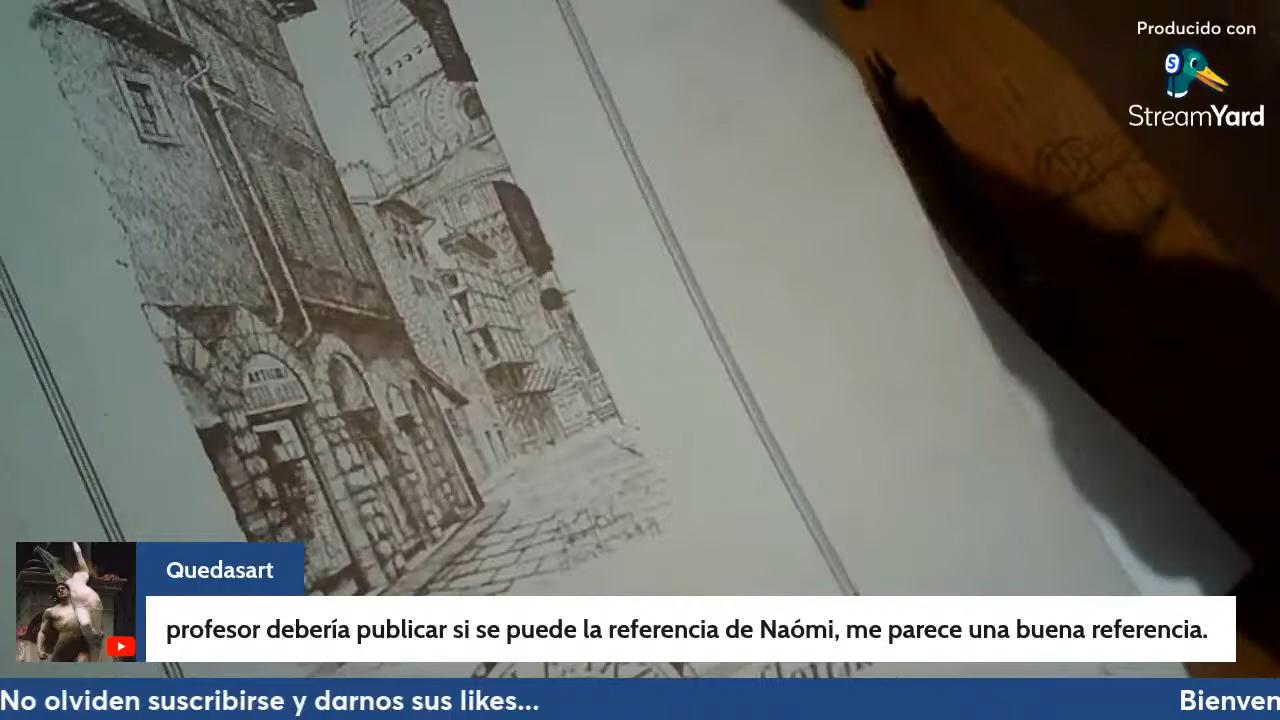 Producido con
StreamYard
ARTICOLI
Quedasart
profesor debería publicar si se puede la referencia de Naómi, me parece una buena referencia.
No olviden suscribirse y darnos sus likes...
Bienven